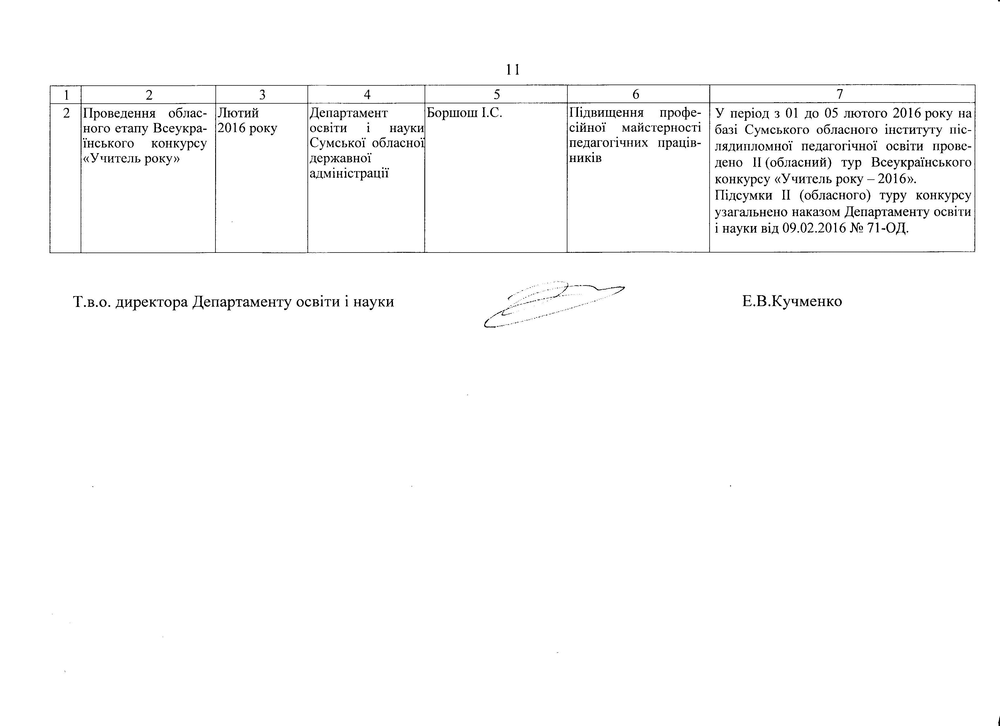 11
1 2 3 4 5 6 7
2
Проведення облас-
ного етапу Всеукра-
їнського конкурсу
«Учитель року»
Лютий
2016 року
Департамент
освіти і науки
Сумської обласної
державної
адміністрації
Боршош І.С.
Підвищення профе-
сійної майстерності
педагогічних праців-
ників
У період з 01 до 05 лютого 2016 року на
базі Сумського обласного інституту піс-
лядипломної педагогічної освіти прове-
дено ІІ (обласний) тур Всеукраїнського
конкурсу «Учитель року – 2016».
Підсумки ІІ (обласного) туру конкурсу
узагальнено наказом Департаменту освіти
і науки від 09.02.2016 № 71-ОД.
Т.в.о. директора Департаменту освіти і науки
Е.В.Кучменко